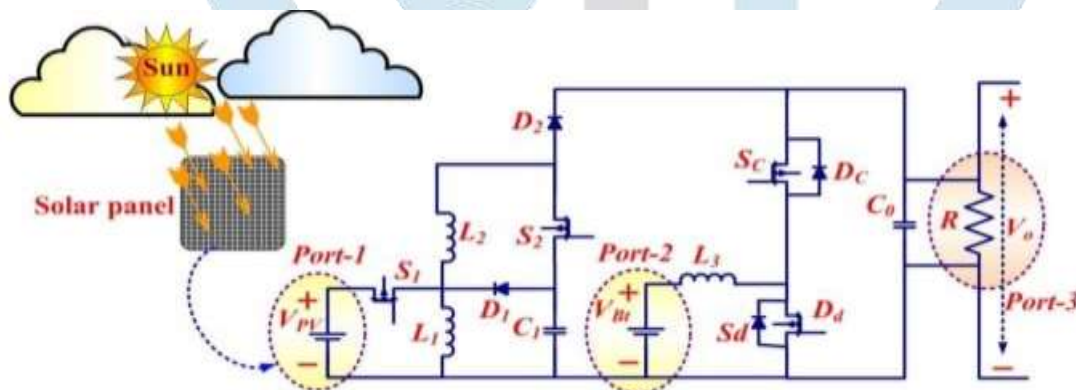 Sun
Solar panel
Port-1
+
V_PV
−
S_1
L_1
L_2
D_1
D_2
S_2
C_1
Port-2
+
V_Bt
−
L_3
S_C
D_C
Sd
D_d
C_0
R
+
V_o
−
Port-3